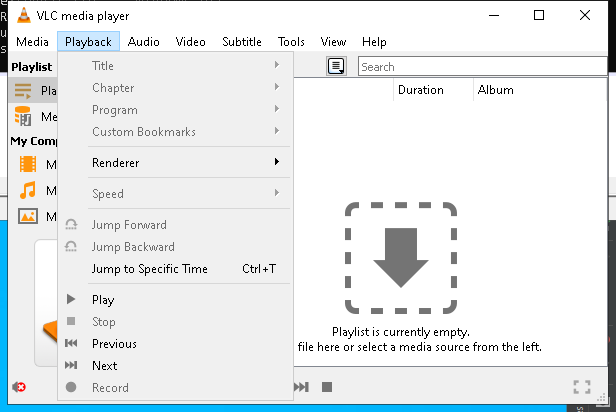 VLC media player
Media Playback Audio Video Subtitle Tools View Help
Playlist
Search
Pla
Duration Album
Me
My Comp
M
M
M
Title
Chapter
Program
Custom Bookmarks
Renderer
Speed
Jump Forward
Jump Backward
Jump to Specific Time Ctrl+T
Play
Stop
Previous
Next
Record
Playlist is currently empty.
file here or select a media source from the left.